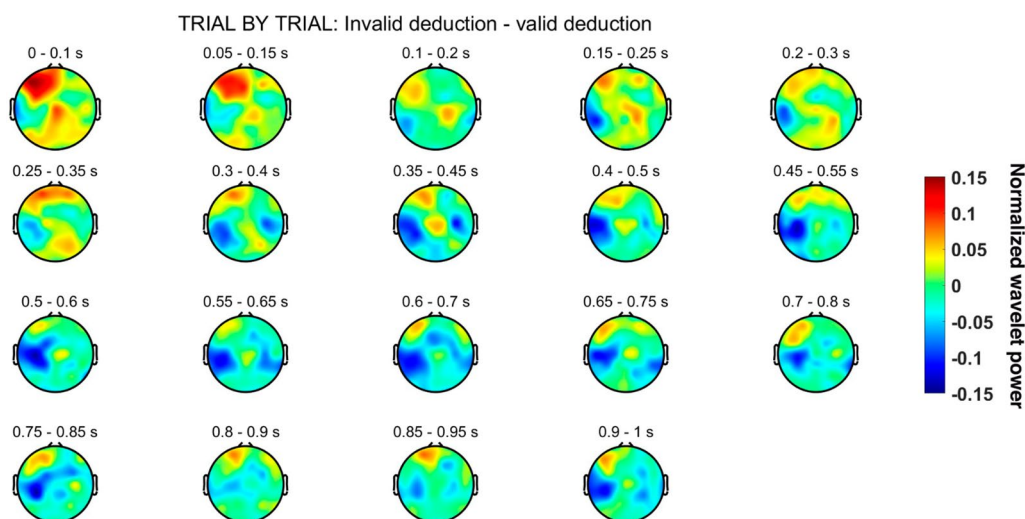 TRIAL BY TRIAL: Invalid deduction - valid deduction
0 - 0.1 s
0.05 - 0.15 s
0.1 - 0.2 s
0.15 - 0.25 s
0.2 - 0.3 s
0.25 - 0.35 s
0.3 - 0.4 s
0.35 - 0.45 s
0.4 - 0.5 s
0.45 - 0.55 s
0.5 - 0.6 s
0.55 - 0.65 s
0.6 - 0.7 s
0.65 - 0.75 s
0.7 - 0.8 s
0.75 - 0.85 s
0.8 - 0.9 s
0.85 - 0.95 s
0.9 - 1 s
0.15
0.1
0.05
0
-0.05
-0.1
-0.15
Normalized wavelet power